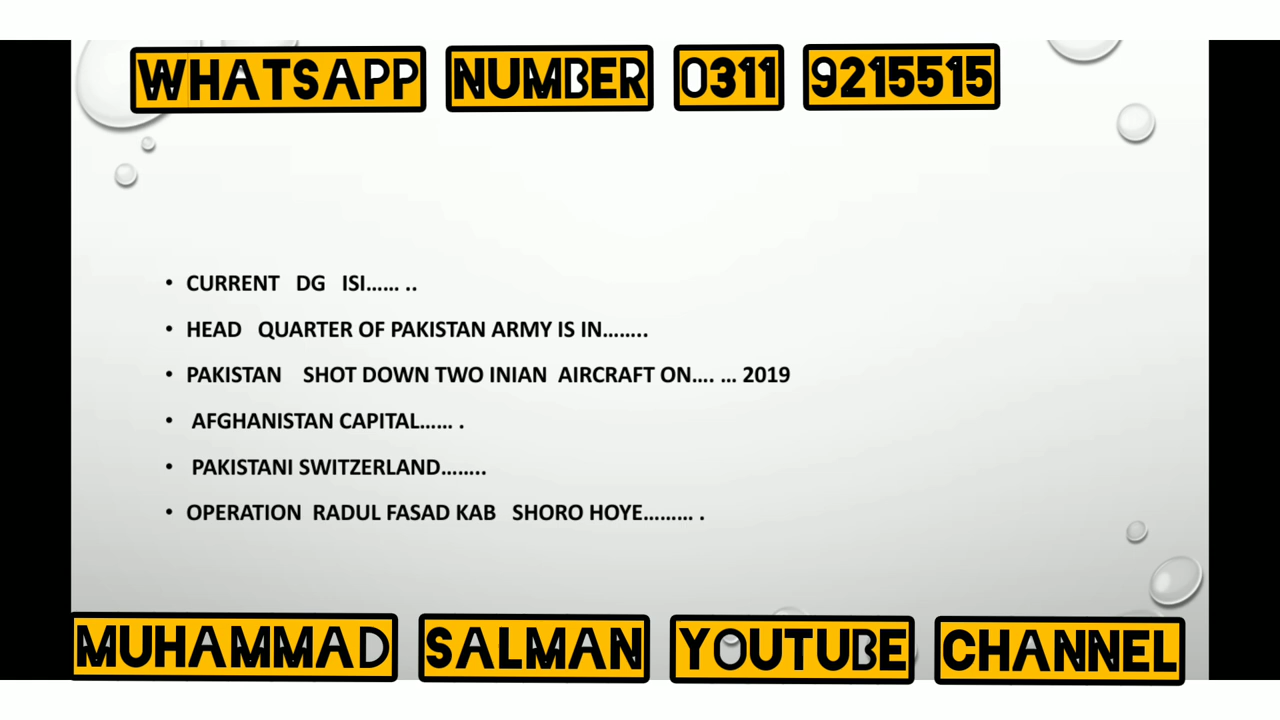 WHATSAPP NUMBER 0311 9215515
• CURRENT DG ISI...... ..
• HEAD QUARTER OF PAKISTAN ARMY IS IN........
• PAKISTAN SHOT DOWN TWO INIAN AIRCRAFT ON.... ... 2019
• AFGHANISTAN CAPITAL...... .
• PAKISTANI SWITZERLAND........
• OPERATION RADUL FASAD KAB SHORO HOYE......... .
MUHAMMAD SALMAN YOUTUBE CHANNEL